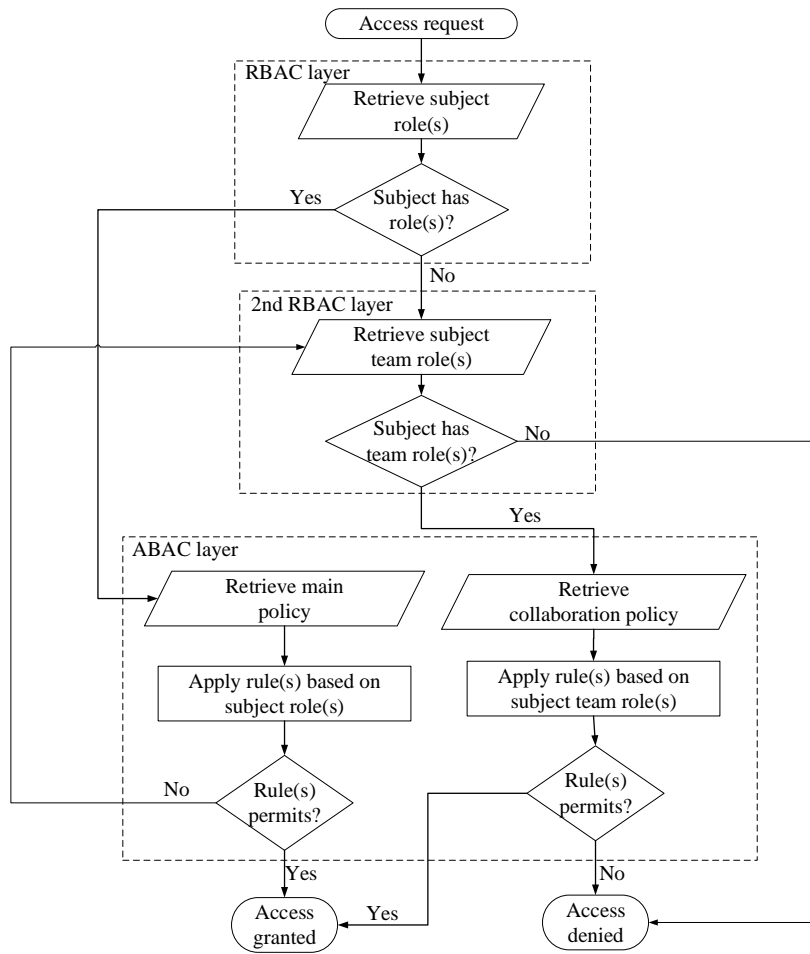 Access request
RBAC layer
Retrieve subject
role(s)
Yes
Subject has
role(s)?
No
2nd RBAC layer
Retrieve subject
team role(s)
Subject has
team role(s)?
No
Yes
ABAC layer
Retrieve main
policy
Retrieve
collaboration policy
Apply rule(s) based on
subject role(s)
Apply rule(s) based on
subject team role(s)
No
Rule(s)
permits?
Rule(s)
permits?
Yes
No
Access
granted
Yes
Access
denied